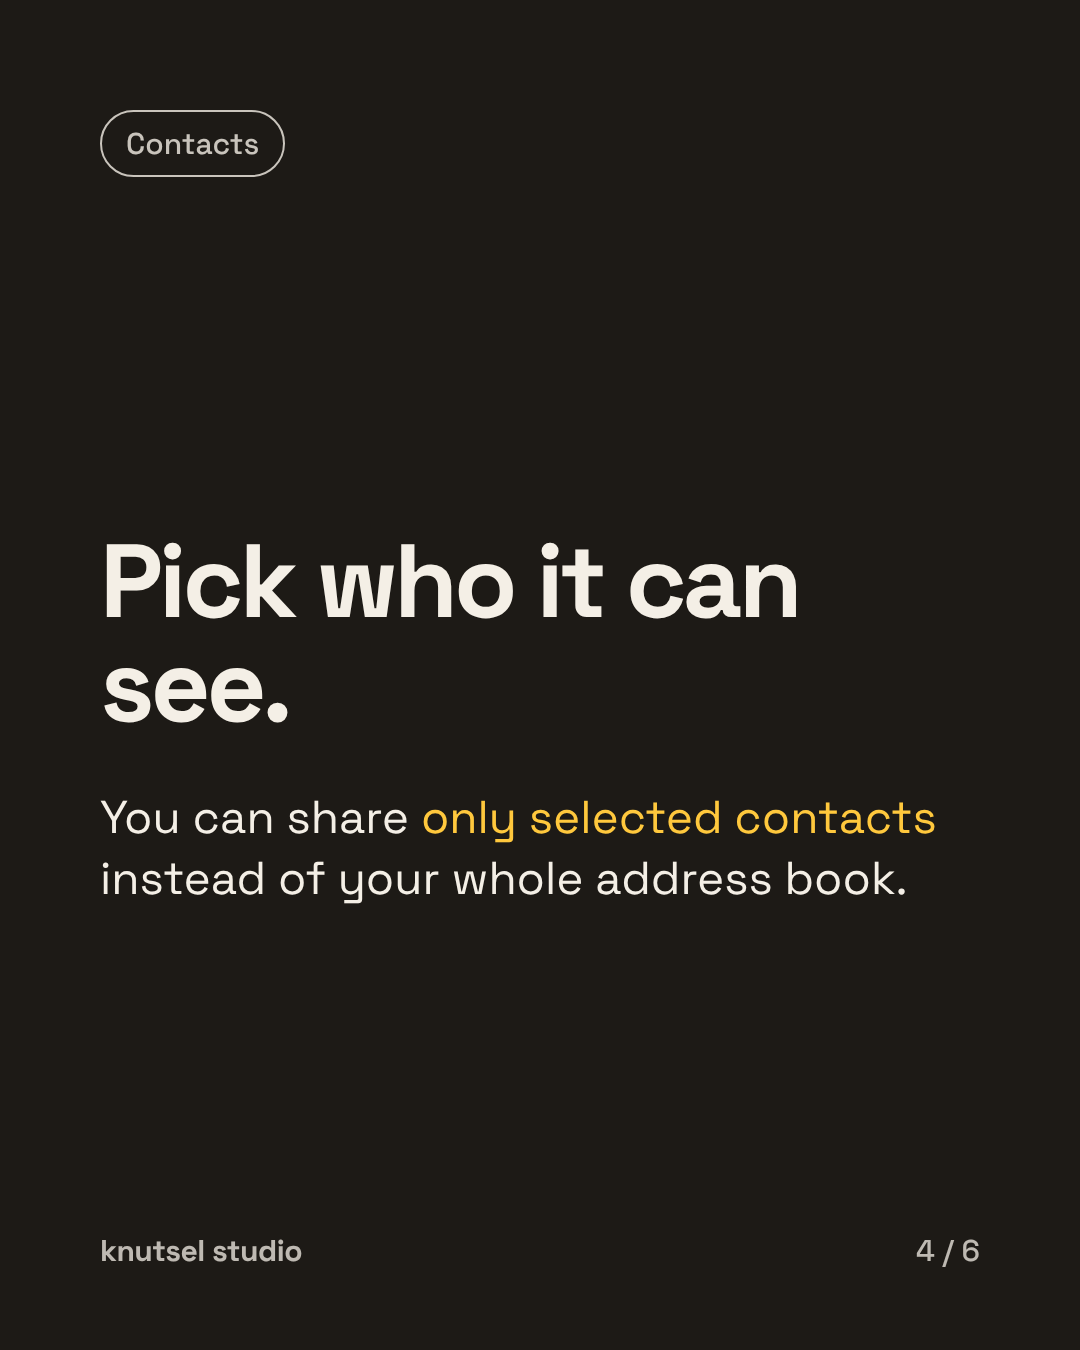 Contacts
Pick who it can
see.
You can share only selected contacts
instead of your whole address book.
knutsel studio
4 / 6